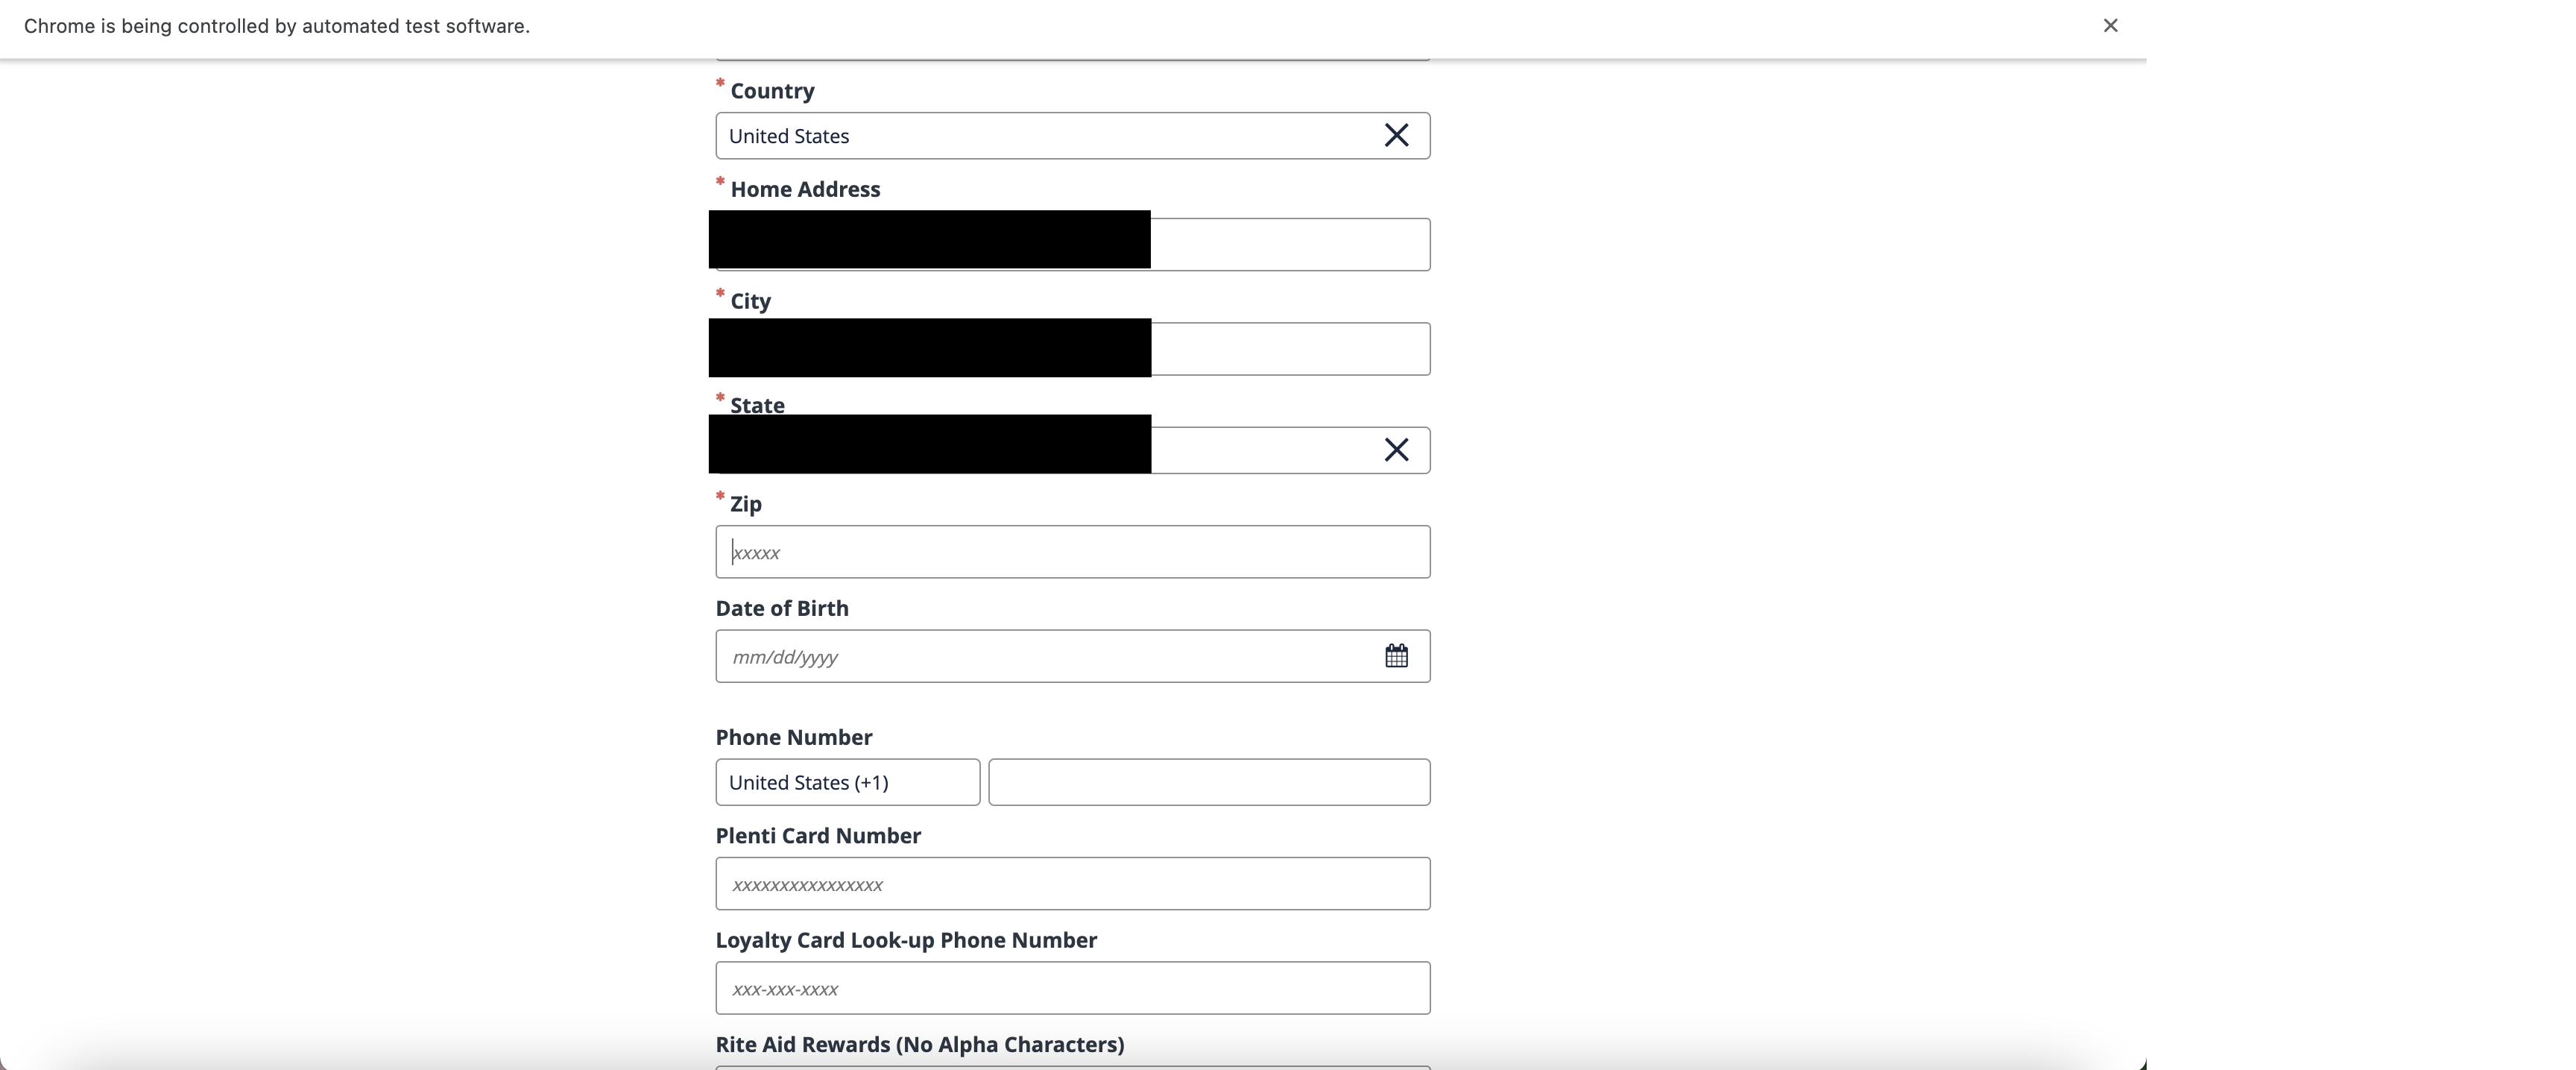 Chrome is being controlled by automated test software.
* Country
United States
* Home Address
* City
* State
* Zip
xxxxx
Date of Birth
mm/dd/yyyy
Phone Number
United States (+1)
Plenti Card Number
xxxxxxxxxxxxxxxx
Loyalty Card Look-up Phone Number
xxx-xxx-xxxx
Rite Aid Rewards (No Alpha Characters)